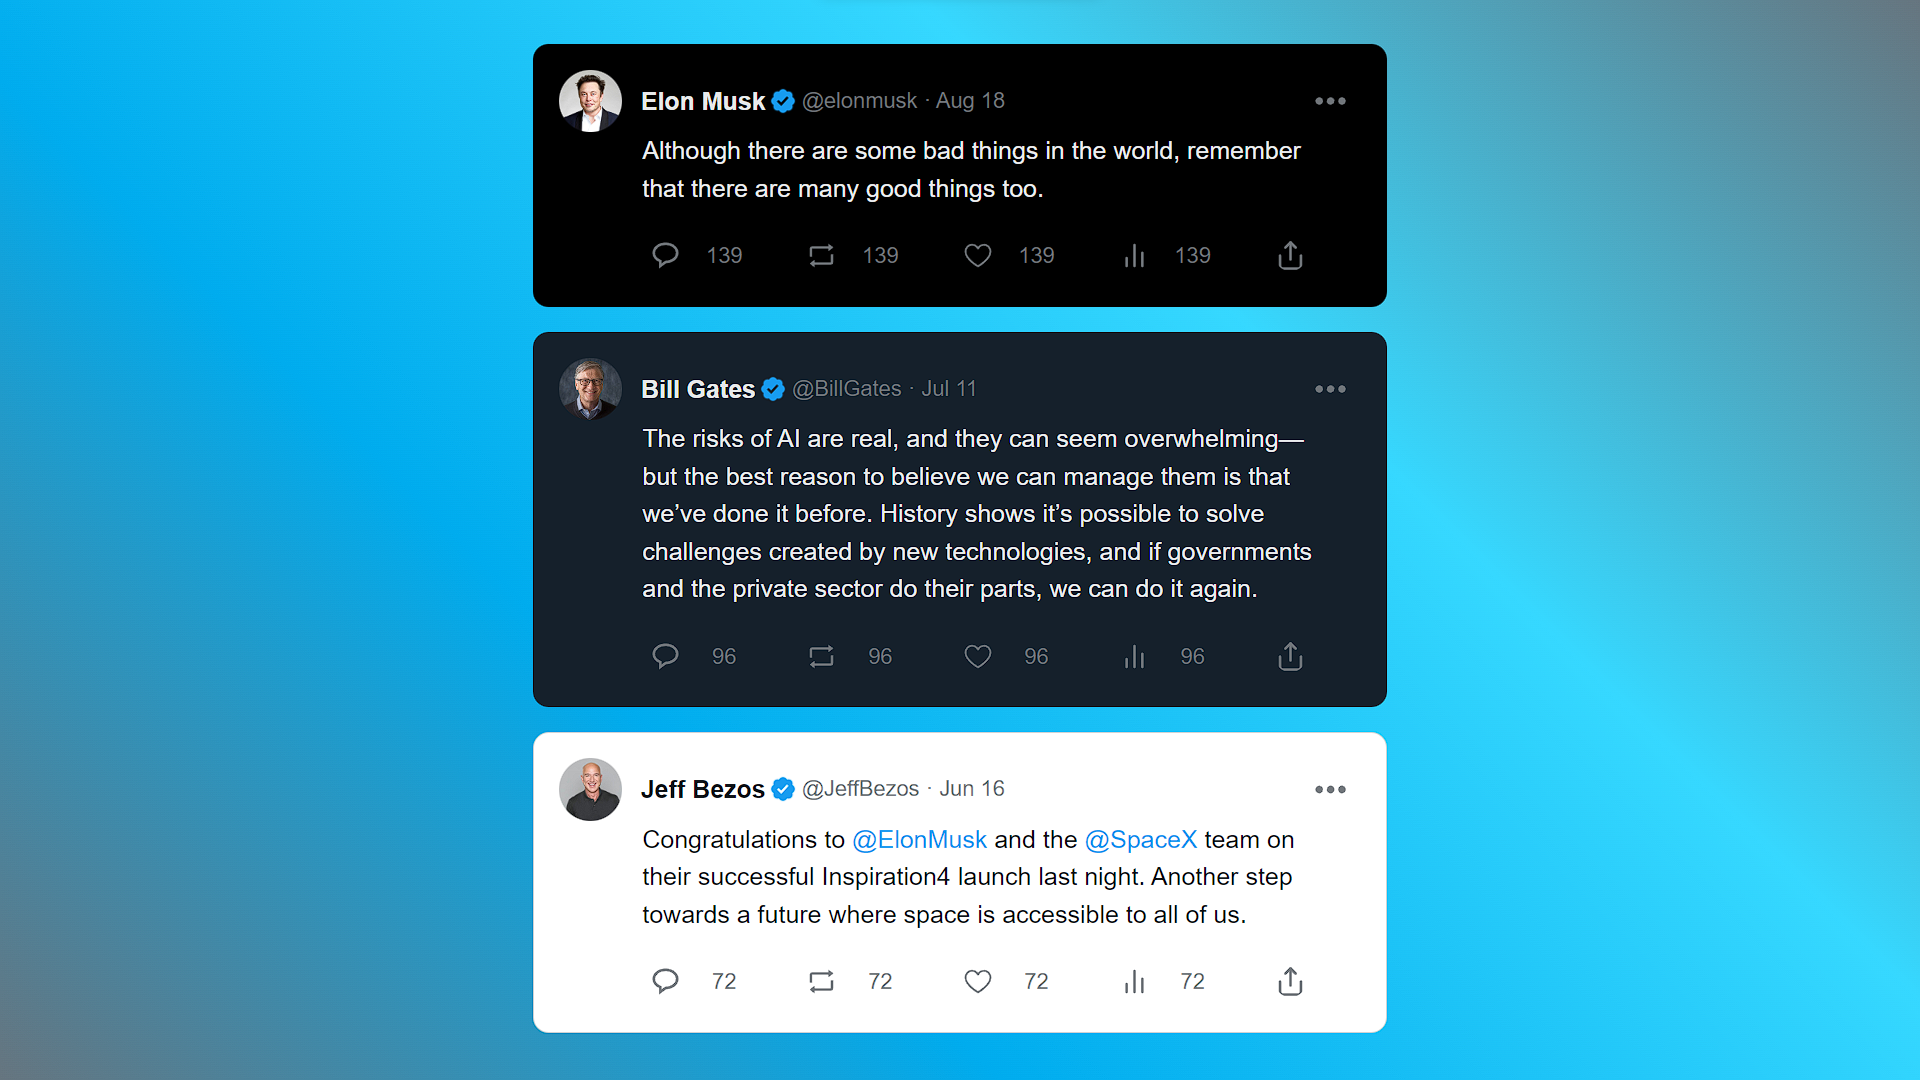 Elon Musk @elonmusk · Aug 18
Although there are some bad things in the world, remember
that there are many good things too.
139 139 139 139
Bill Gates @BillGates · Jul 11
The risks of AI are real, and they can seem overwhelming—
but the best reason to believe we can manage them is that
we’ve done it before. History shows it’s possible to solve
challenges created by new technologies, and if governments
and the private sector do their parts, we can do it again.
96 96 96 96
Jeff Bezos @JeffBezos · Jun 16
Congratulations to @ElonMusk and the @SpaceX team on
their successful Inspiration4 launch last night. Another step
towards a future where space is accessible to all of us.
72 72 72 72